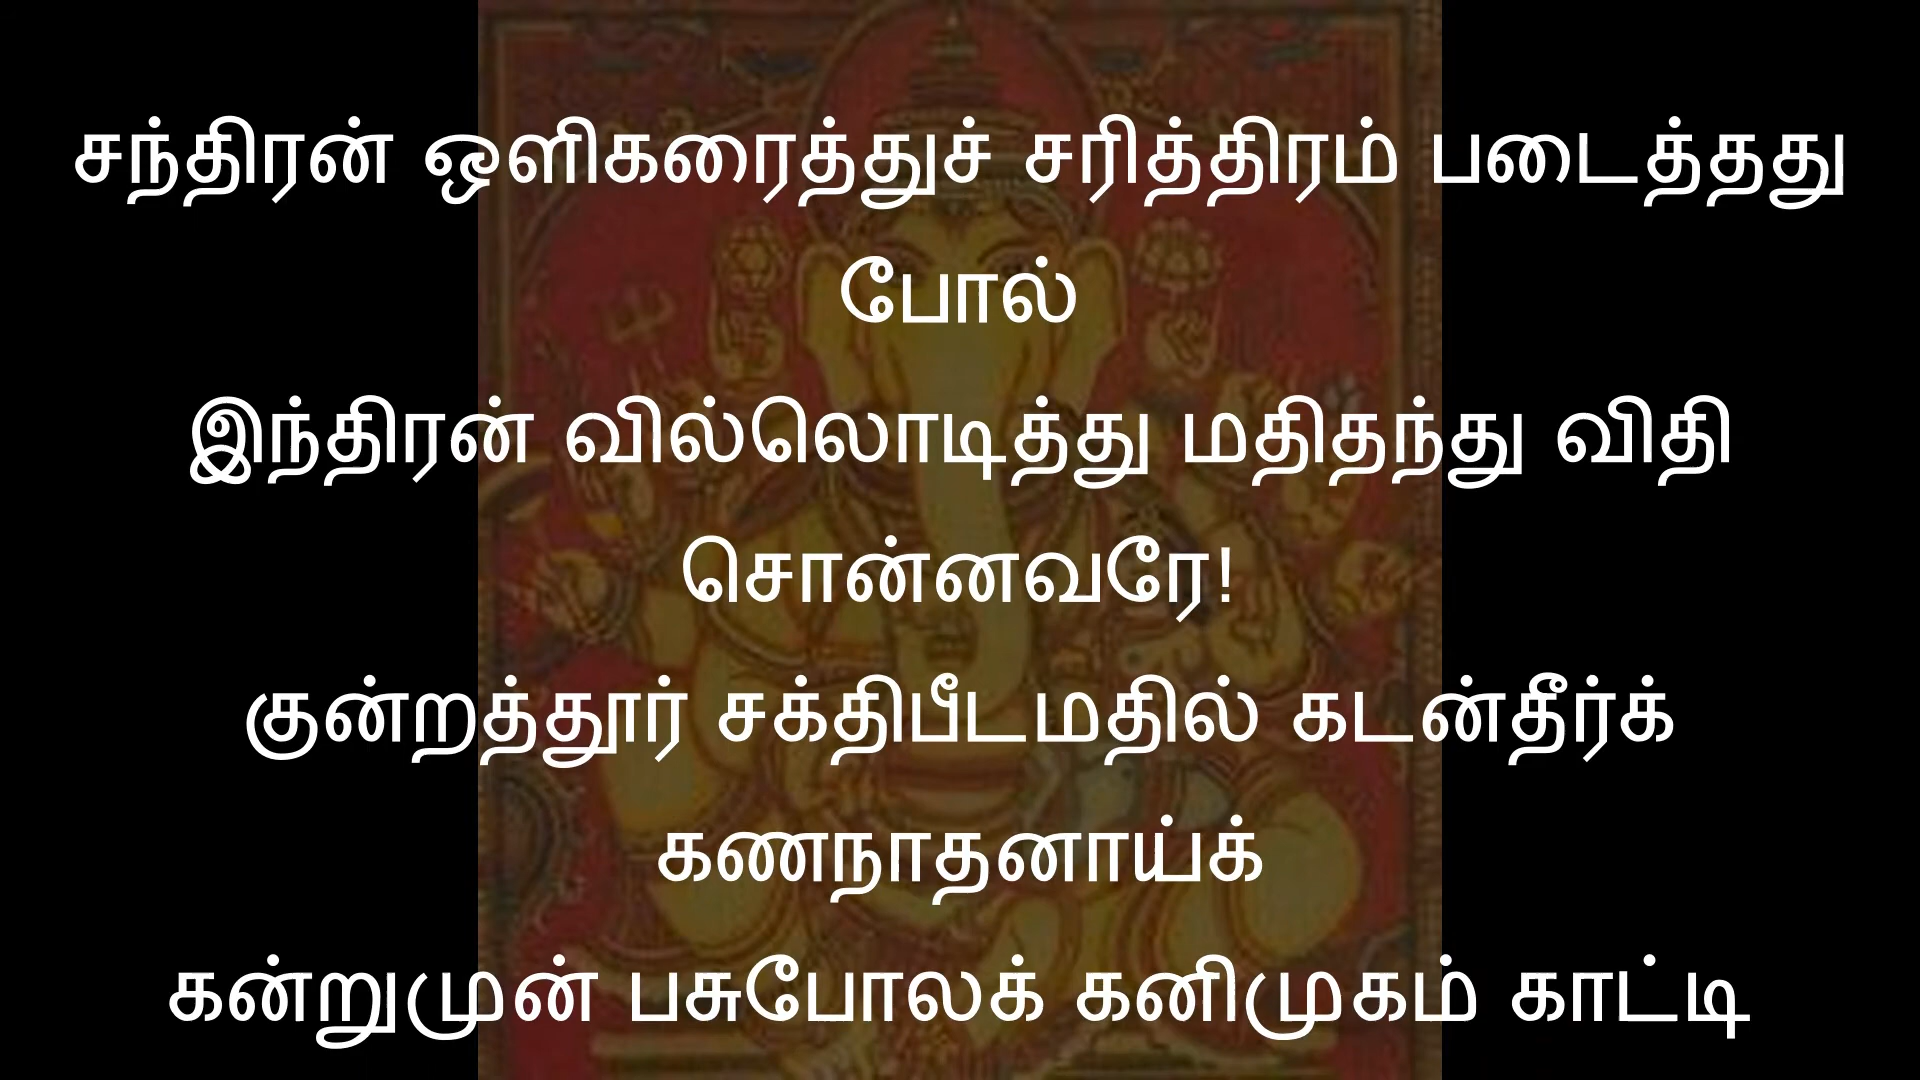 சந்திரன் ஒளிகரைத்துச் சரித்திரம் படைத்தது
போல்
இந்திரன் வில்லொடித்து மதிதந்து விதி
சொன்னவரே!
குன்றத்தூர் சக்திபீடமதில் கடன்தீர்க்
கணநாதனாய்க்
கன்றுமுன் பசுபோலக் கனிமுகம் காட்டி